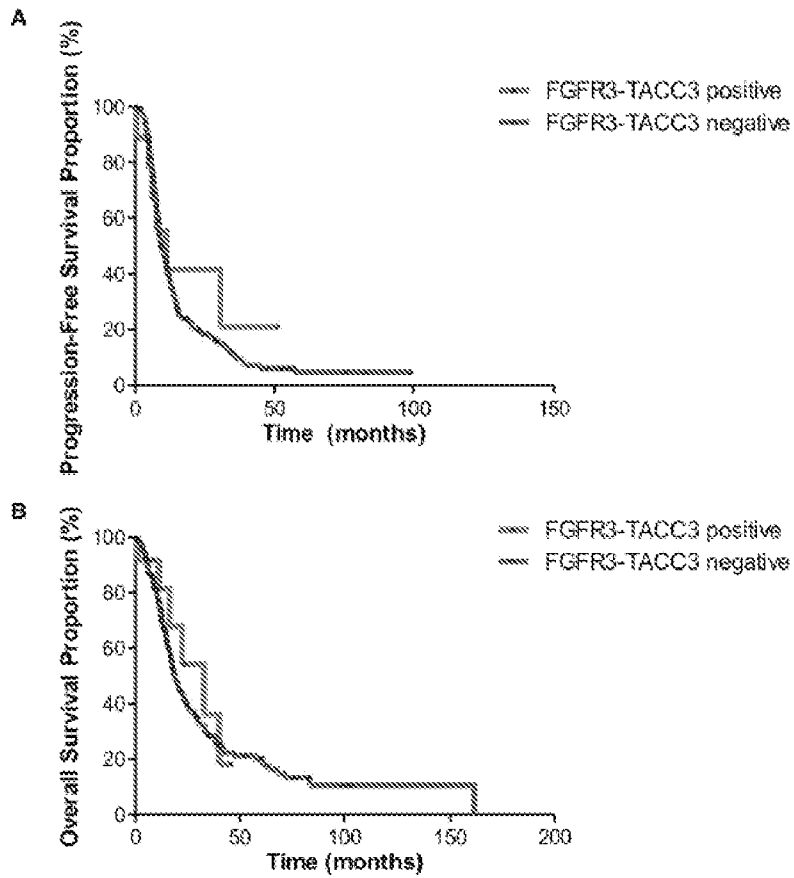 A
Progression-Free Survival Proportion (%)
FGFR3-TACC3 positive
FGFR3-TACC3 negative
100
80
60
40
20
0
0 50 100 150
Time (months)
B
Overall Survival Proportion (%)
FGFR3-TACC3 positive
FGFR3-TACC3 negative
100
80
60
40
20
0
0 50 100 150 200
Time (months)